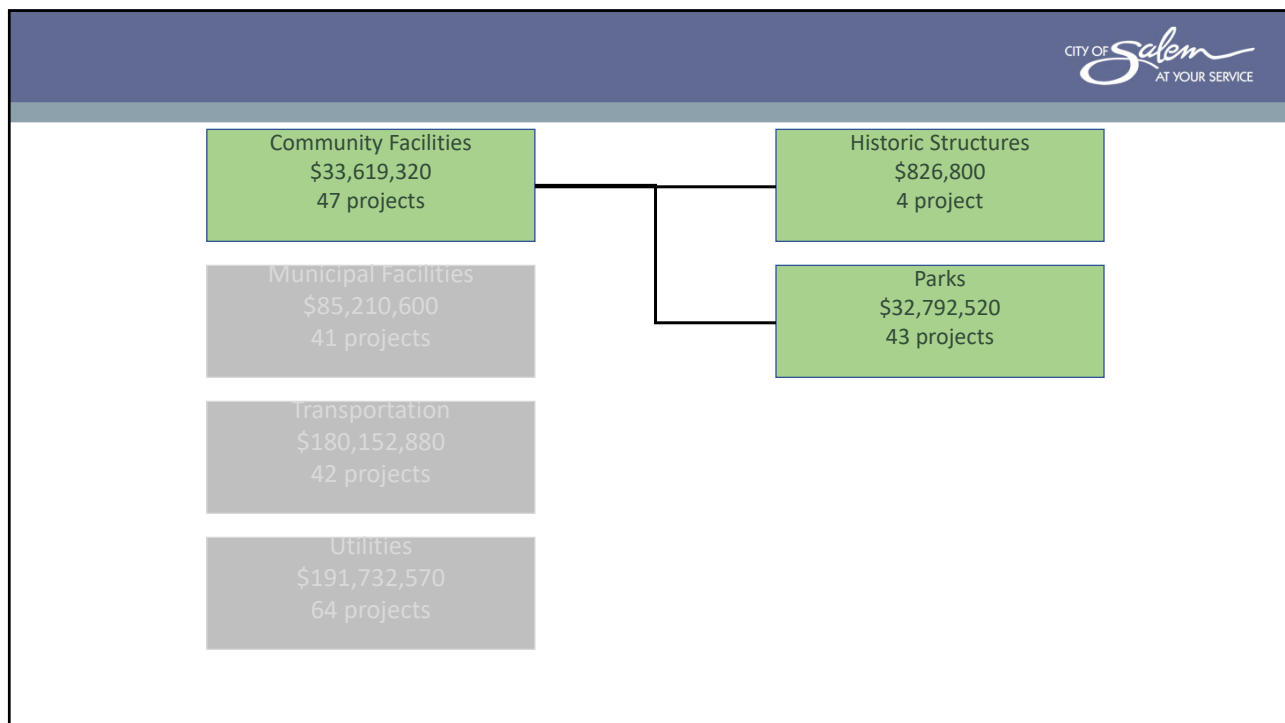 CITY OF Salem
AT YOUR SERVICE
Community Facilities
$33,619,320
47 projects
Historic Structures
$826,800
4 project
Municipal Facilities
$85,210,600
41 projects
Parks
$32,792,520
43 projects
Transportation
$180,152,880
42 projects
Utilities
$191,732,570
64 projects